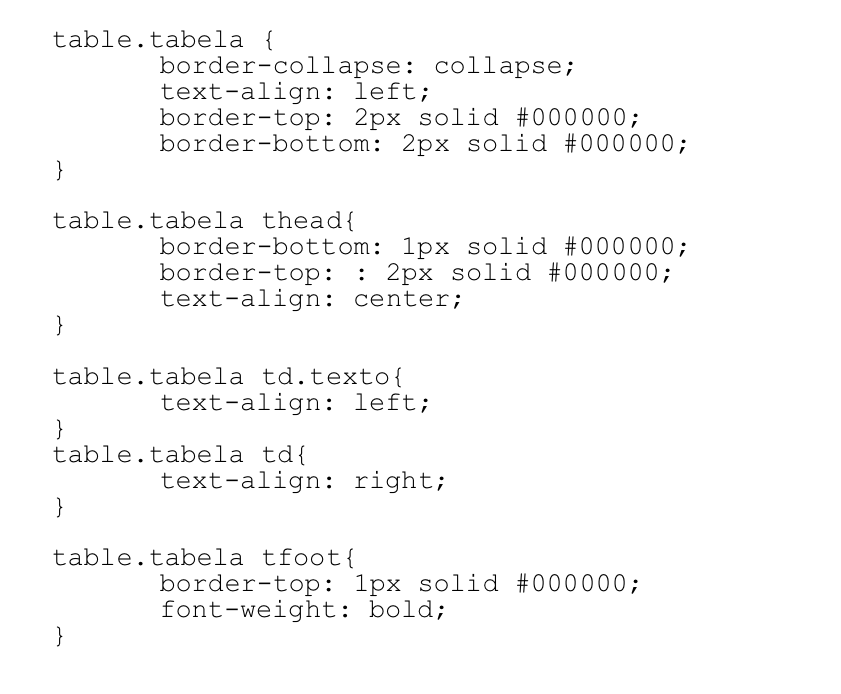 table.tabela {
border-collapse: collapse;
text-align: left;
border-top: 2px solid #000000;
border-bottom: 2px solid #000000;
}
table.tabela thead{
border-bottom: 1px solid #000000;
border-top: : 2px solid #000000;
text-align: center;
}
table.tabela td.texto{
text-align: left;
}
table.tabela td{
text-align: right;
}
table.tabela tfoot{
border-top: 1px solid #000000;
font-weight: bold;
}